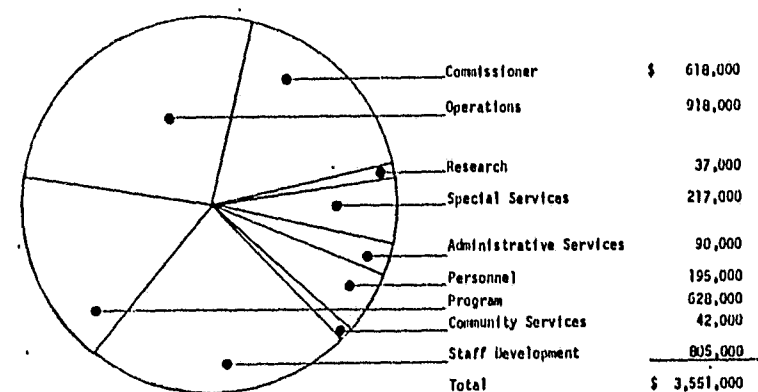 Commissioner $ 618,000
Operations 918,000
Research 37,000
Special Services 217,000
Administrative Services 90,000
Personnel 195,000
Program 628,000
Community Services 42,000
Staff Development 805,000
Total $ 3,551,000